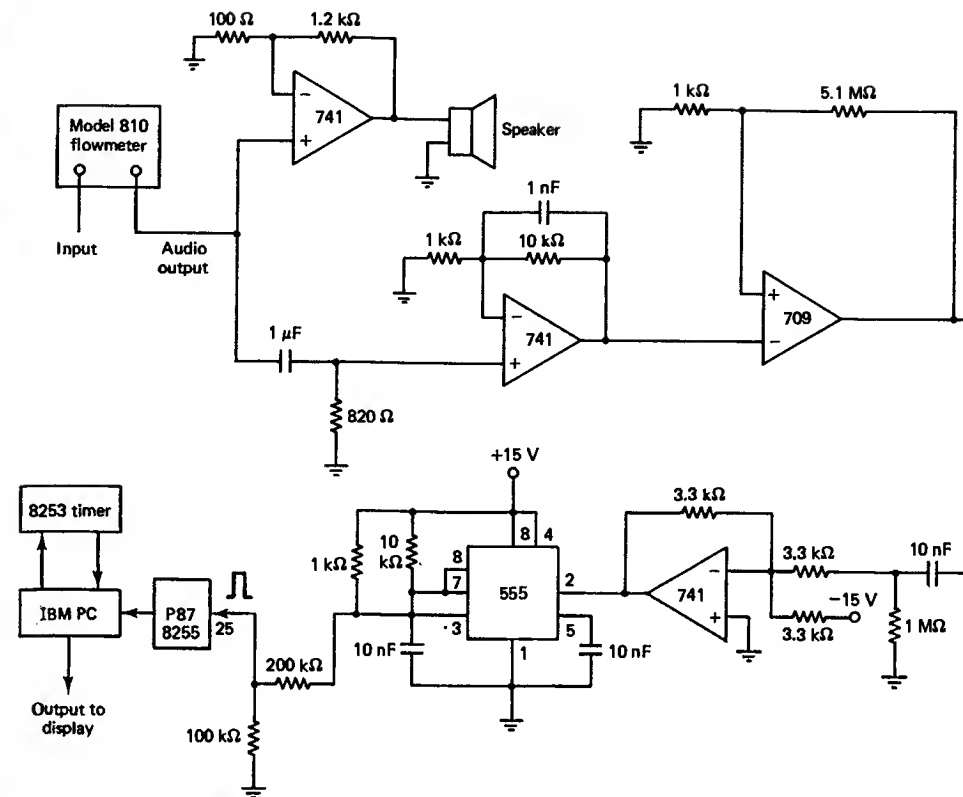 100 Ω
1.2 kΩ
−
741
+
Speaker
Model 810
flowmeter
Input
Audio
output
1 kΩ
5.1 MΩ
1 nF
1 kΩ
10 kΩ
−
741
+
+
709
−
1 μF
820 Ω
+15 V
8253 timer
IBM PC
P87
8255
25
Output to
display
200 kΩ
100 kΩ
1 kΩ
10
kΩ
8
7
·3
8
4
555
2
5
1
10 nF
10 nF
3.3 kΩ
741
−
+
3.3 kΩ
−15 V
3.3 kΩ
10 nF
1 MΩ